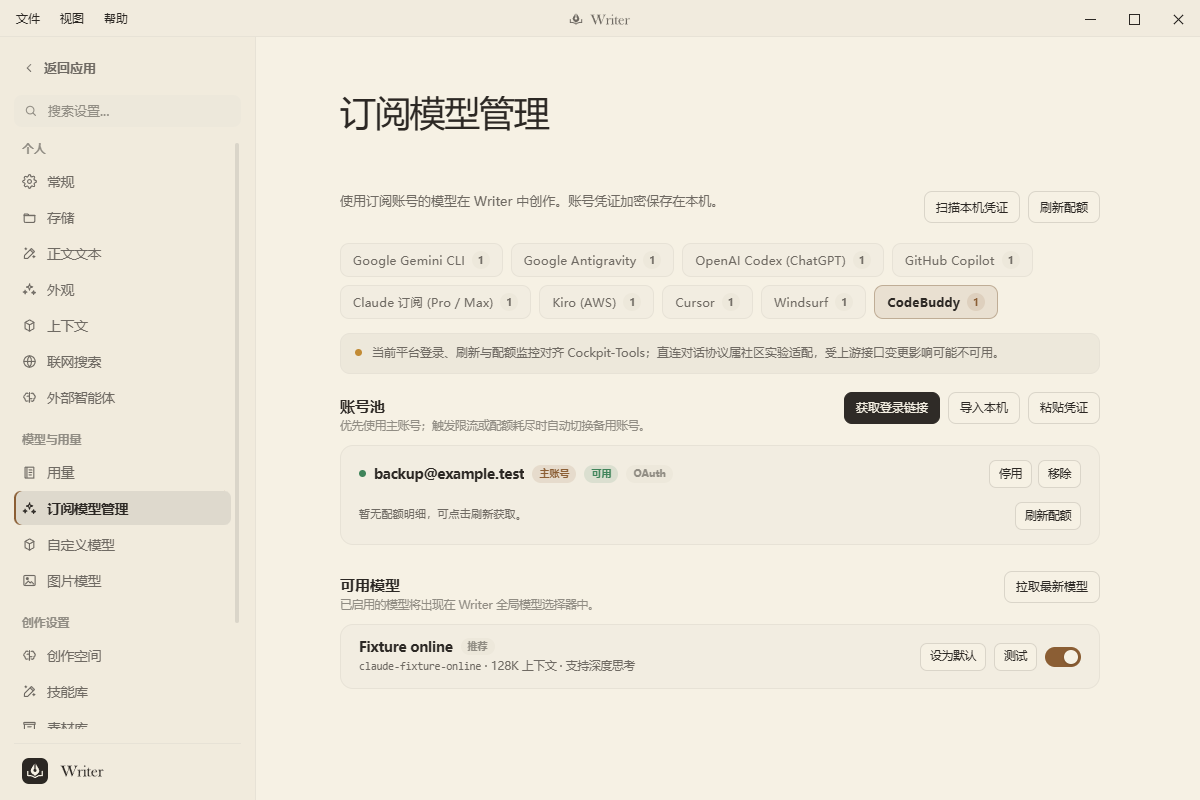 文件 视图 帮助 Writer
返回应用
搜索设置...
个人
常规
存储
正文文本
外观
上下文
联网搜索
外部智能体
模型与用量
用量
订阅模型管理
自定义模型
图片模型
创作设置
创作空间
技能库
素材库
Writer
订阅模型管理
使用订阅账号的模型在 Writer 中创作。账号凭证加密保存在本机。
扫描本机凭证 刷新配额
Google Gemini CLI 1 Google Antigravity 1 OpenAI Codex (ChatGPT) 1 GitHub Copilot 1
Claude 订阅 (Pro / Max) 1 Kiro (AWS) 1 Cursor 1 Windsurf 1 CodeBuddy 1
当前平台登录、刷新与配额监控对齐 Cockpit-Tools；直连对话协议属社区实验适配，受上游接口变更影响可能不可用。
账号池
优先使用主账号；触发限流或配额耗尽时自动切换备用账号。
获取登录链接 导入本机 粘贴凭证
backup@example.test 主账号 可用 OAuth 停用 移除
暂无配额明细，可点击刷新获取。 刷新配额
可用模型
已启用的模型将出现在 Writer 全局模型选择器中。
拉取最新模型
Fixture online 推荐
claude-fixture-online · 128K 上下文 · 支持深度思考
设为默认 测试